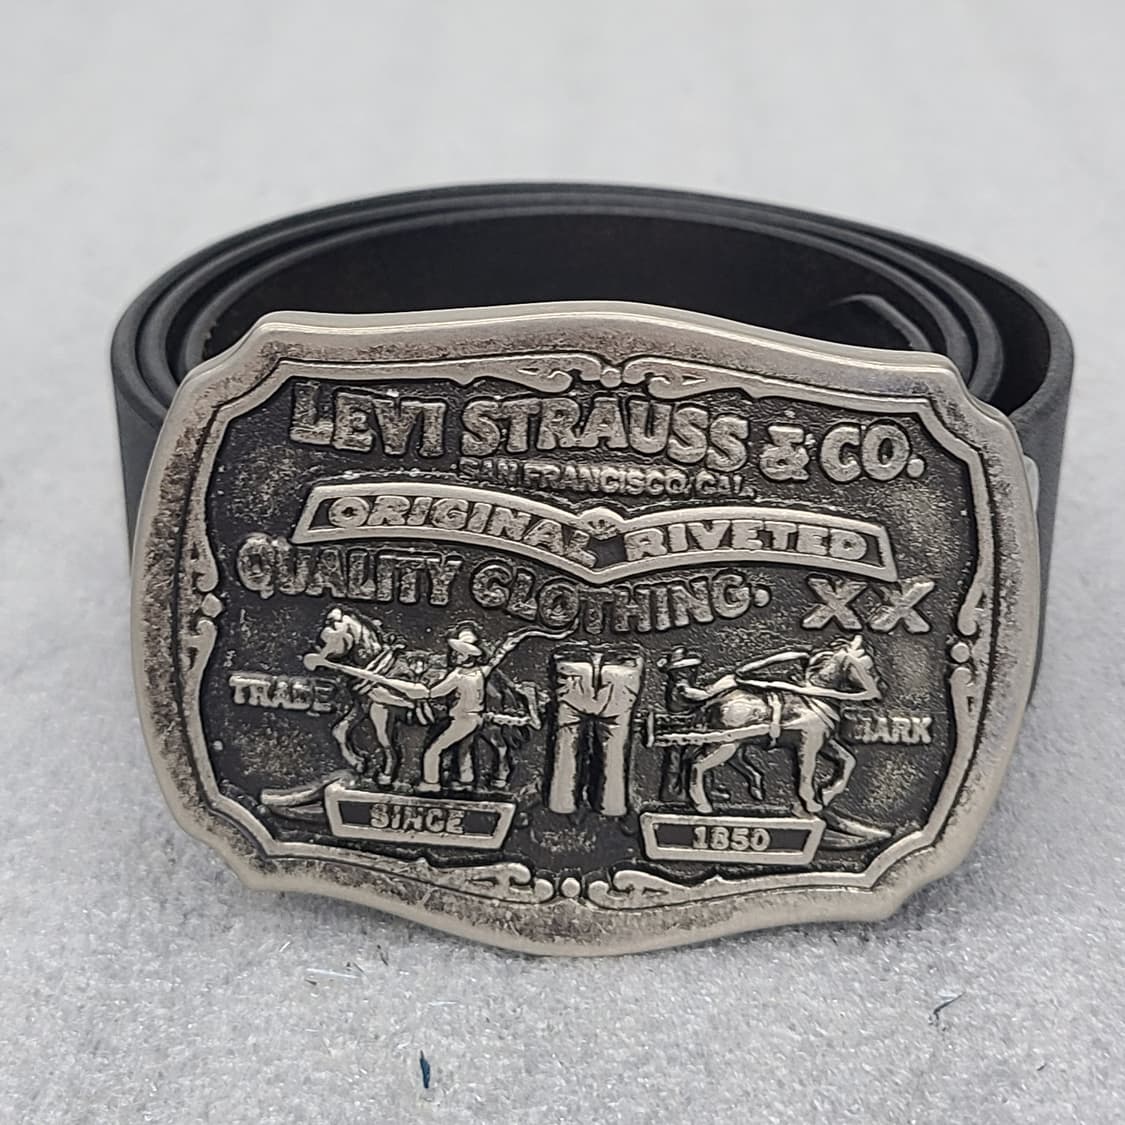 LEVI STRAUSS & CO.
SAN FRANCISCO, CAL.
ORIGINAL RIVETED
QUALITY CLOTHING. XX
TRADE MARK
SINCE 1850